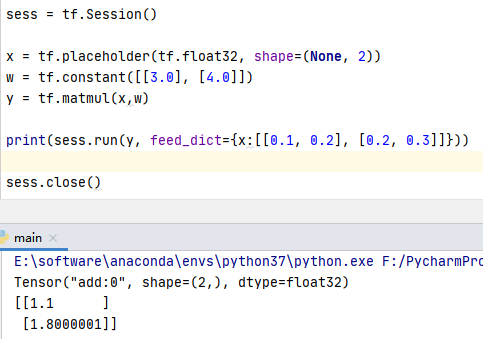 sess = tf.Session()
x = tf.placeholder(tf.float32, shape=(None, 2))
w = tf.constant([[3.0], [4.0]])
y = tf.matmul(x,w)
print(sess.run(y, feed_dict={x:[[0.1, 0.2], [0.2, 0.3]]}))
sess.close()
main ×
E:\software\anaconda\envs\python37\python.exe F:/PycharmPro
Tensor("add:0", shape=(2,), dtype=float32)
[[1.1      ]
 [1.8000001]]